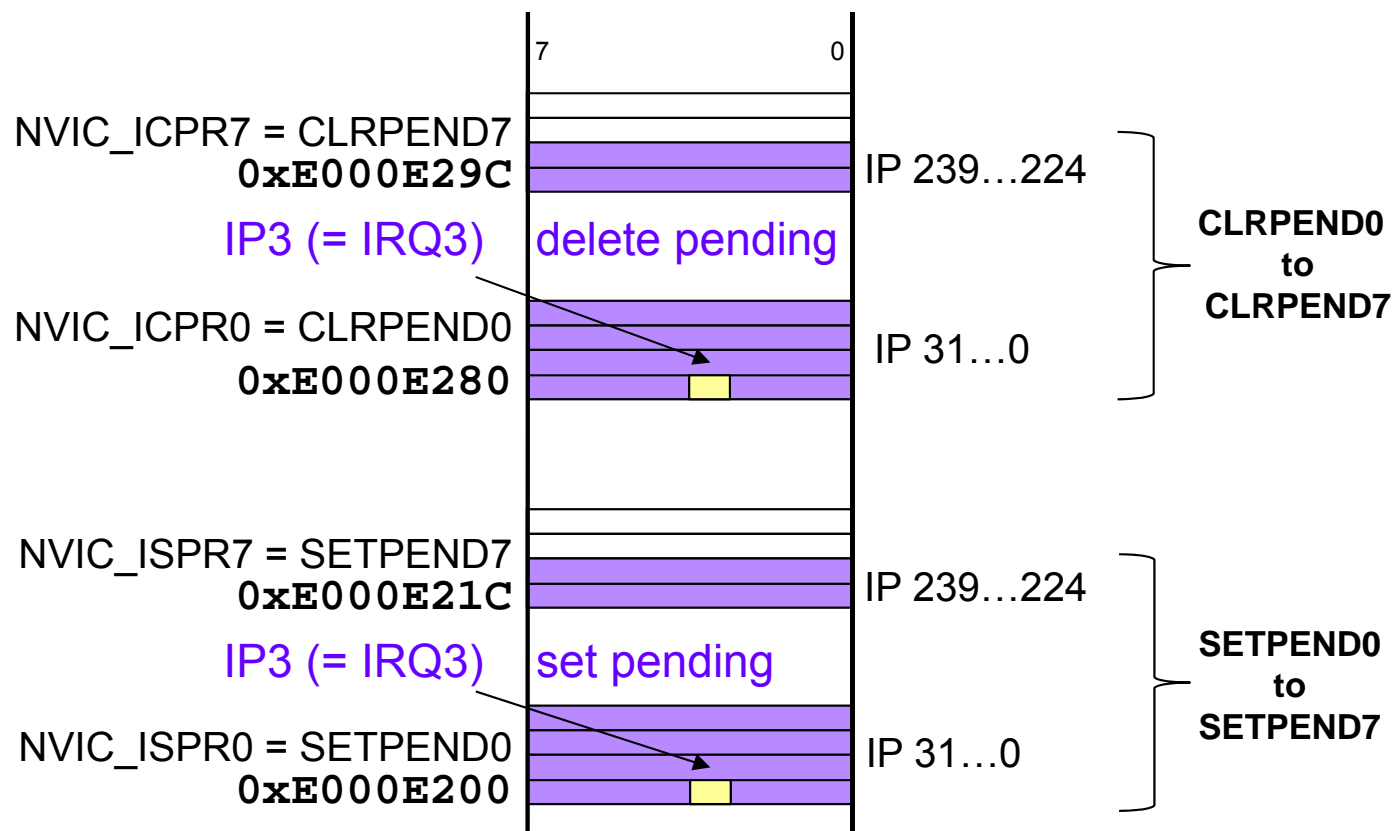 7 0
NVIC_ICPR7 = CLRPEND7
0xE000E29C
IP 239…224
IP3 (= IRQ3) delete pending
CLRPEND0
to
CLRPEND7
NVIC_ICPR0 = CLRPEND0
0xE000E280
IP 31…0
NVIC_ISPR7 = SETPEND7
0xE000E21C
IP 239…224
IP3 (= IRQ3) set pending
SETPEND0
to
SETPEND7
NVIC_ISPR0 = SETPEND0
0xE000E200
IP 31…0